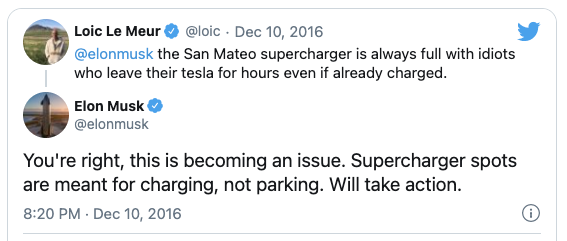 Loic Le Meur @loic · Dec 10, 2016
@elonmusk the San Mateo supercharger is always full with idiots
who leave their tesla for hours even if already charged.
Elon Musk
@elonmusk
You're right, this is becoming an issue. Supercharger spots
are meant for charging, not parking. Will take action.
8:20 PM · Dec 10, 2016